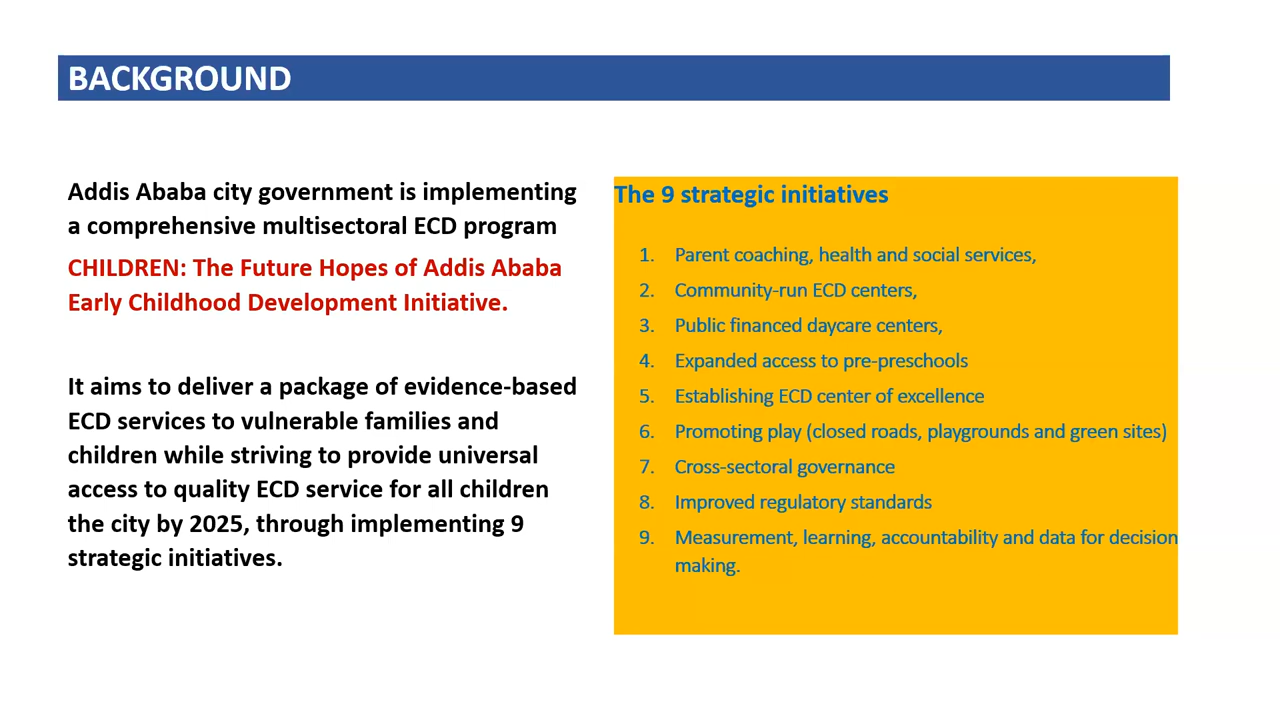 BACKGROUND
Addis Ababa city government is implementing
a comprehensive multisectoral ECD program
CHILDREN: The Future Hopes of Addis Ababa
Early Childhood Development Initiative.
It aims to deliver a package of evidence-based
ECD services to vulnerable families and
children while striving to provide universal
access to quality ECD service for all children
the city by 2025, through implementing 9
strategic initiatives.
The 9 strategic initiatives
1. Parent coaching, health and social services,
2. Community-run ECD centers,
3. Public financed daycare centers,
4. Expanded access to pre-preschools
5. Establishing ECD center of excellence
6. Promoting play (closed roads, playgrounds and green sites)
7. Cross-sectoral governance
8. Improved regulatory standards
9. Measurement, learning, accountability and data for decision
making.